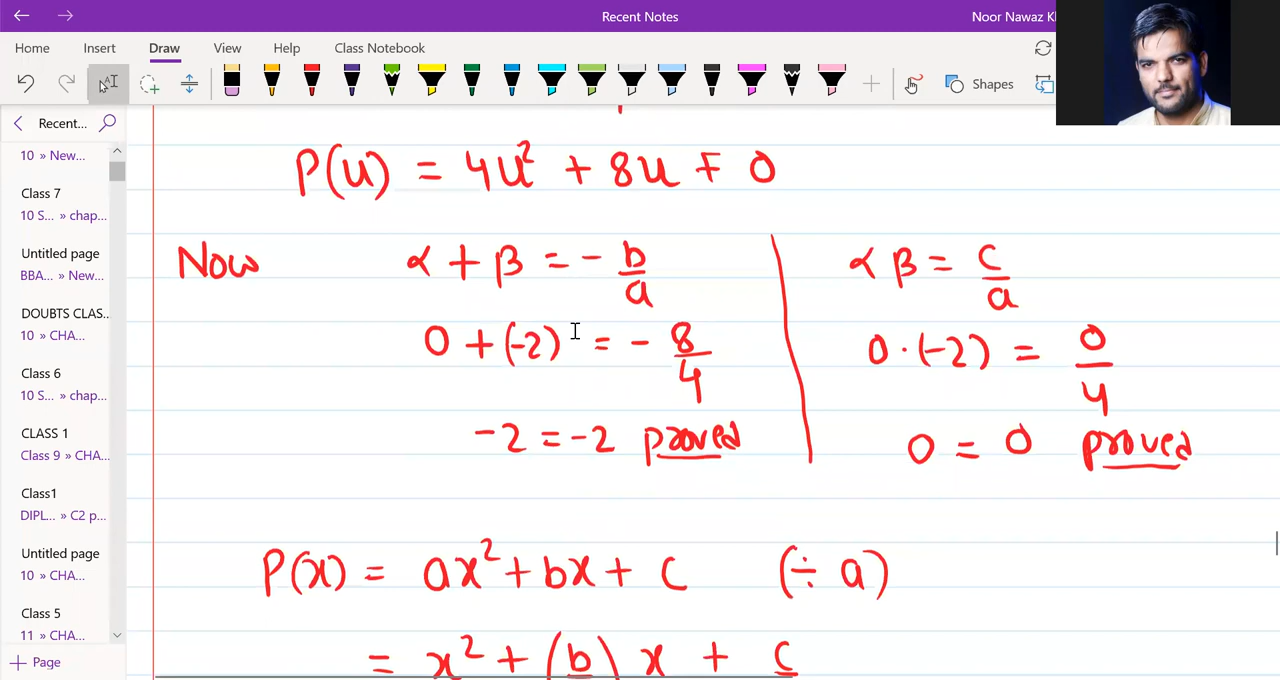 Recent Notes
Noor Nawaz Kh
Home Insert Draw View Help Class Notebook
Shapes
Recent...
10 » New...
Class 7
10 S... » chap...
Untitled page
BBA... » New...
DOUBTS CLAS...
10 » CHA...
Class 6
10 S... » chap...
CLASS 1
Class 9 » CHA...
Class1
DIPL... » C2 p...
Untitled page
10 » CHA...
Class 5
11 » CHA...
+ Page
P(u) = 4u² + 8u + 0
Now α + β = - b/a
0 + (-2) = - 8/4
-2 = -2 proved
α β = c/a
0 · (-2) = 0/4
0 = 0 proved
P(x) = ax² + bx + c (÷ a)
= x² + (b) x + c